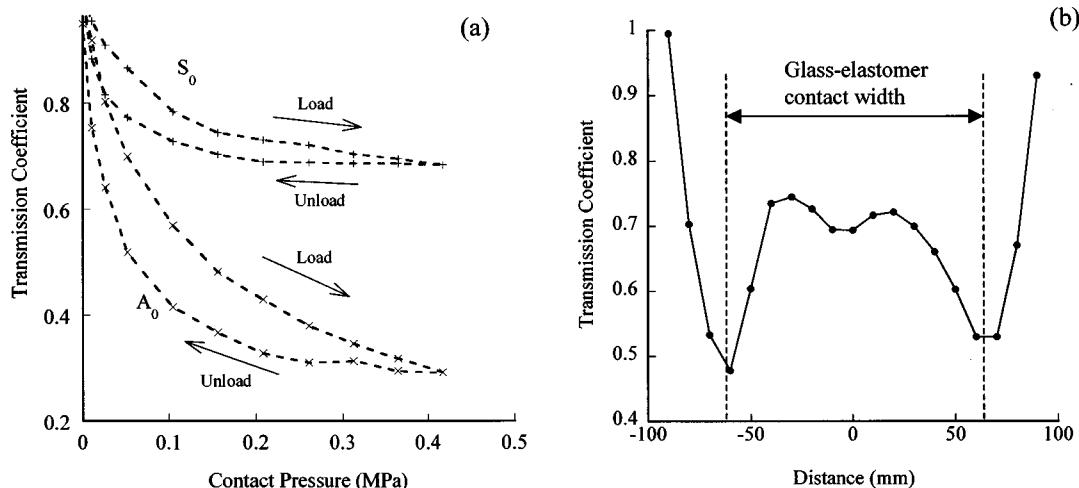 (a)
S0
Load
Unload
Load
A0
Unload
Transmission Coefficient
0.8
0.6
0.4
0.2
0
0.1
0.2
0.3
0.4
0.5
Contact Pressure (MPa)
(b)
Glass-elastomer
contact width
Transmission Coefficient
1
0.9
0.8
0.7
0.6
0.5
0.4
-100
-50
0
50
100
Distance (mm)